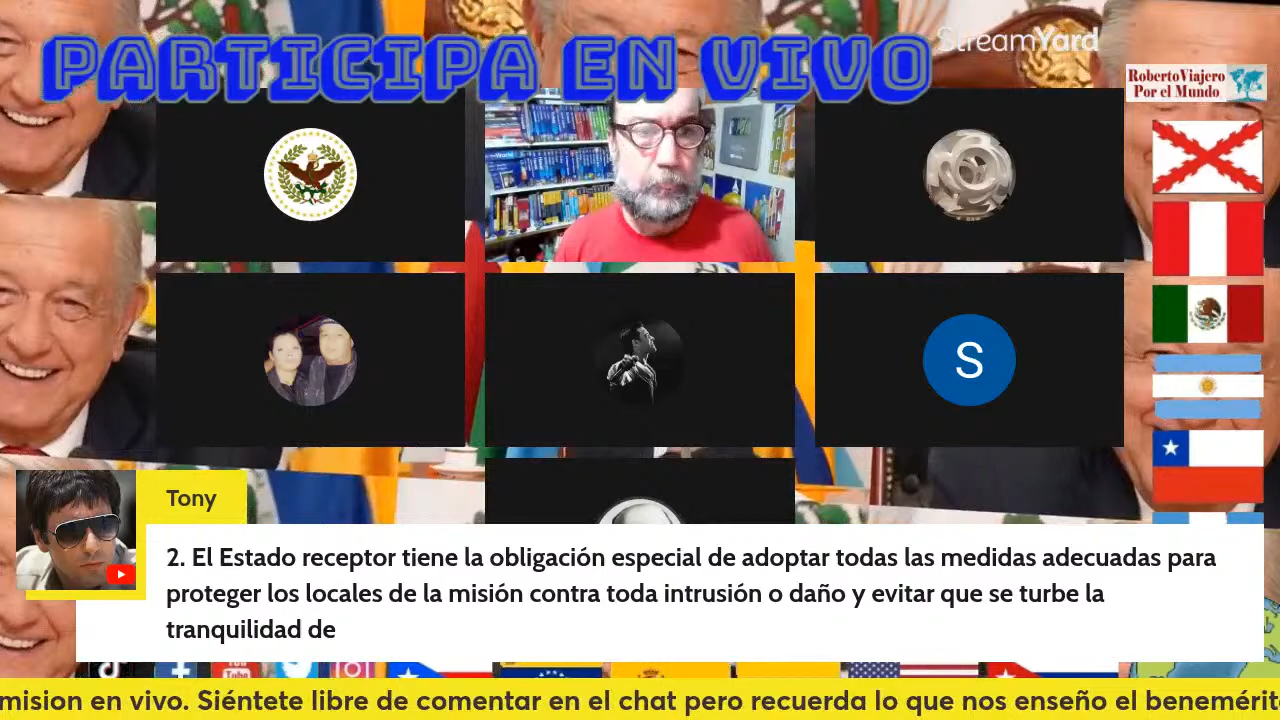 PARTICIPA EN VIVO
StreamYard
RobertoViajero
Por el Mundo
S
Tony
2. El Estado receptor tiene la obligación especial de adoptar todas las medidas adecuadas para
proteger los locales de la misión contra toda intrusión o daño y evitar que se turbe la
tranquilidad de
You
Tube
mision en vivo. Siéntete libre de comentar en el chat pero recuerda lo que nos enseño el benemérit